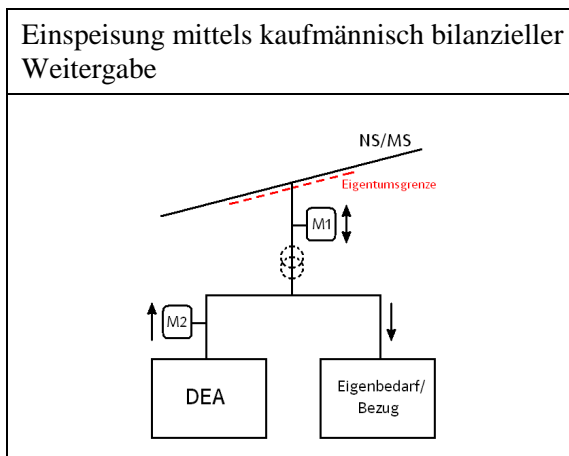 Einspeisung mittels kaufmännisch bilanzieller
Weitergabe
NS/MS
Eigentumsgrenze
M1
M2
DEA
Eigenbedarf/
Bezug